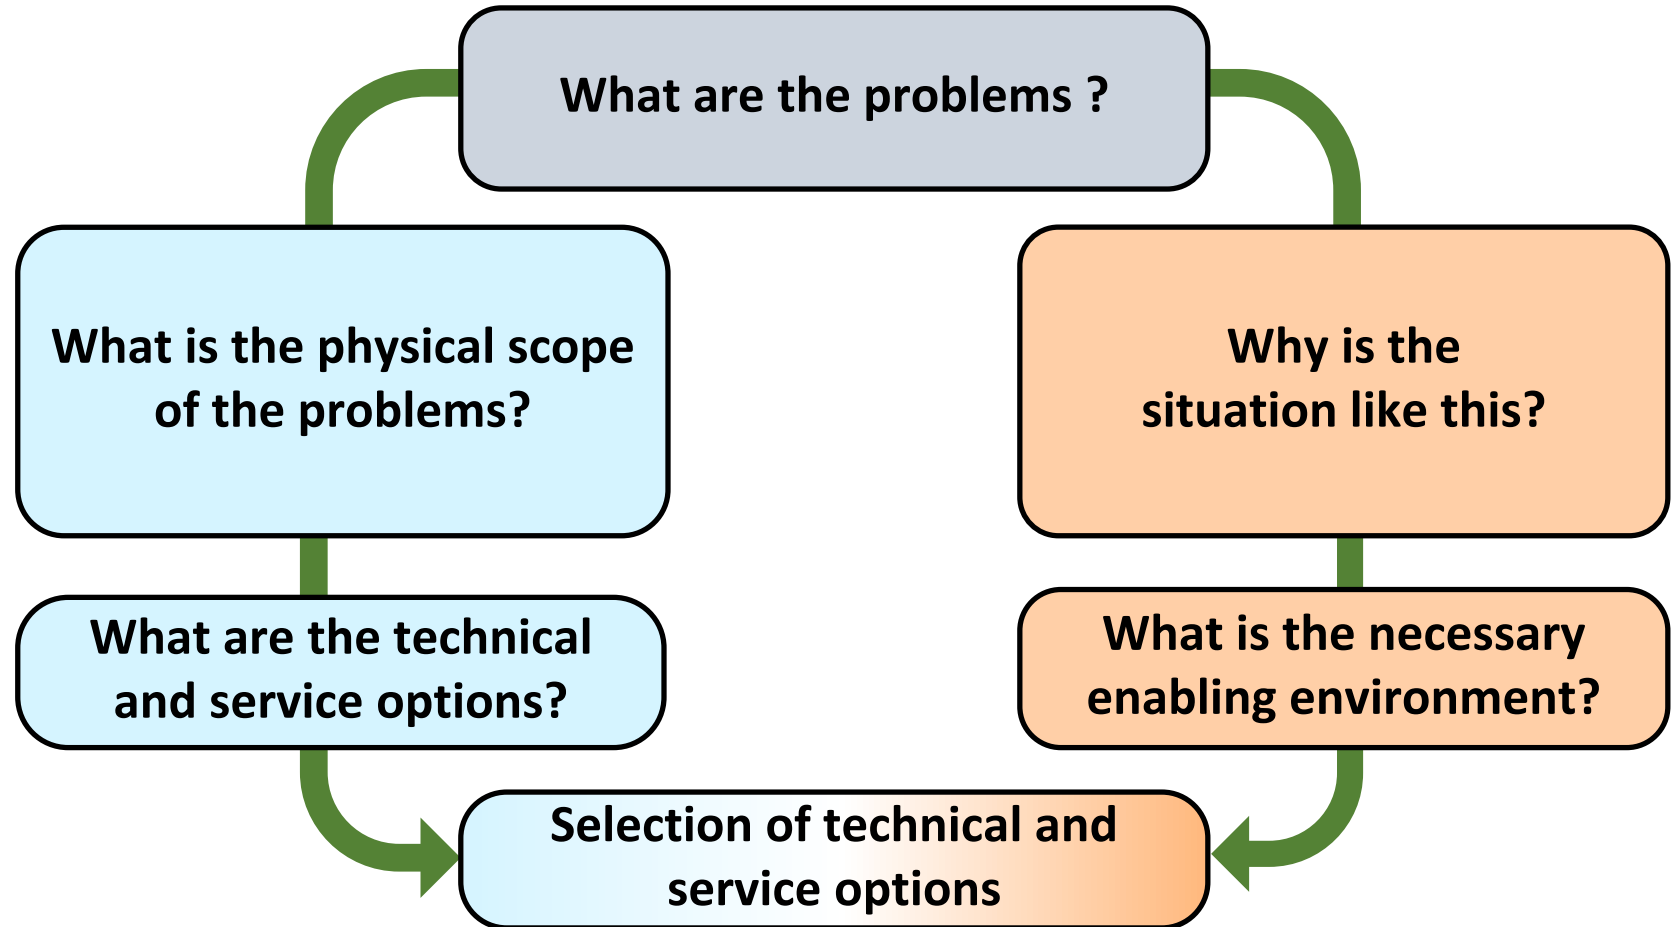 What are the problems ?
What is the physical scope
of the problems?
Why is the
situation like this?
What are the technical
and service options?
What is the necessary
enabling environment?
Selection of technical and
service options